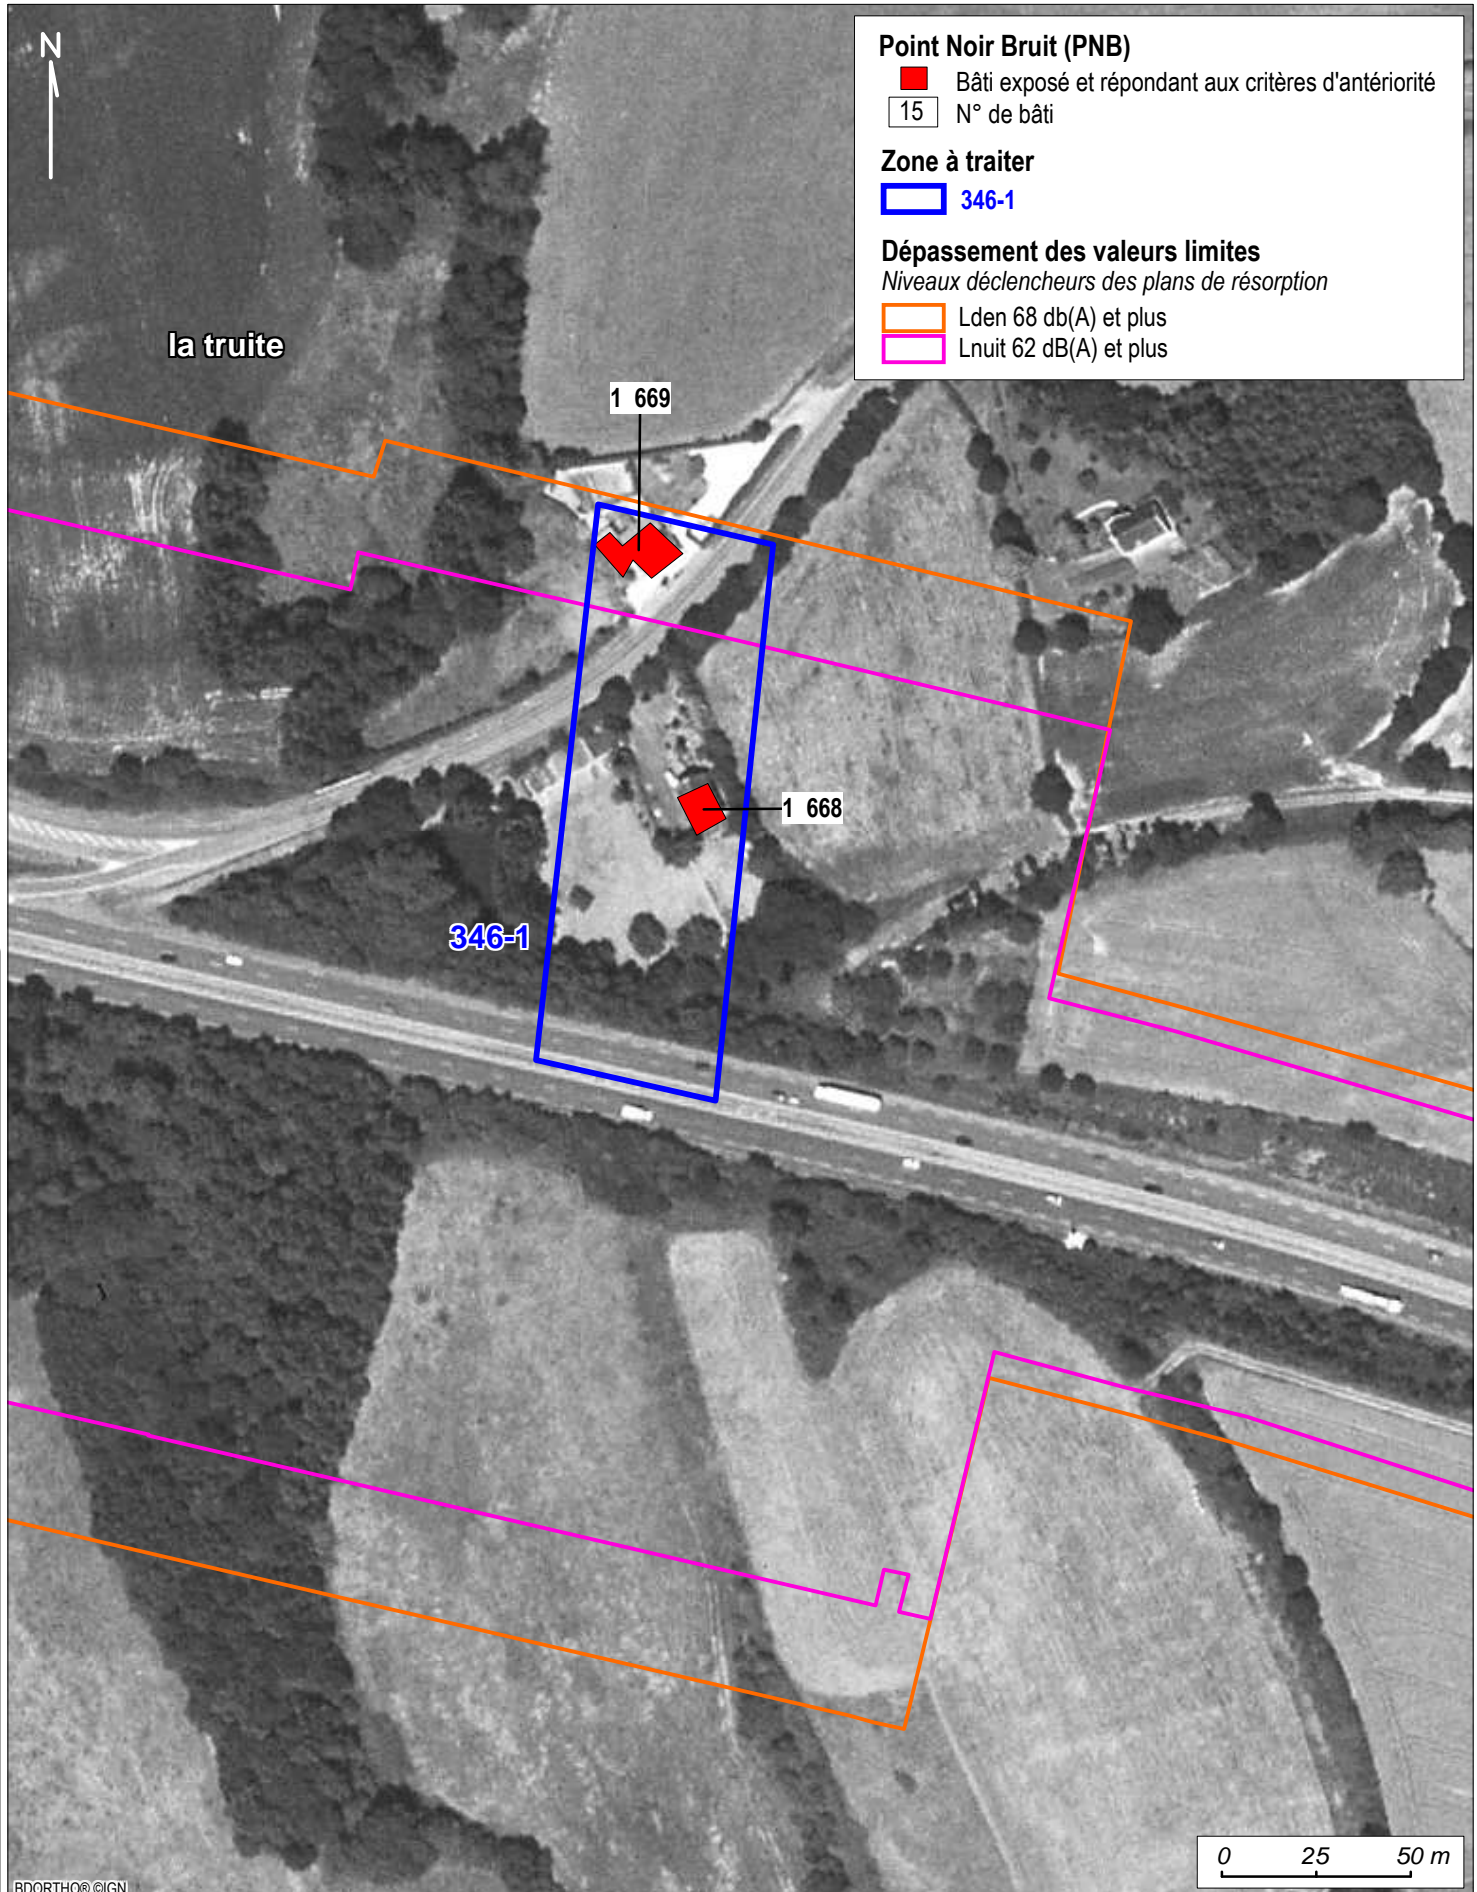 N
Point Noir Bruit (PNB)
Bâti exposé et répondant aux critères d'antériorité
15 N° de bâti
Zone à traiter
346-1
Dépassement des valeurs limites
Niveaux déclencheurs des plans de résorption
Lden 68 db(A) et plus
Lnuit 62 dB(A) et plus
la truite
1 669
1 668
346-1
0 25 50 m
BDORTHO® ©IGN